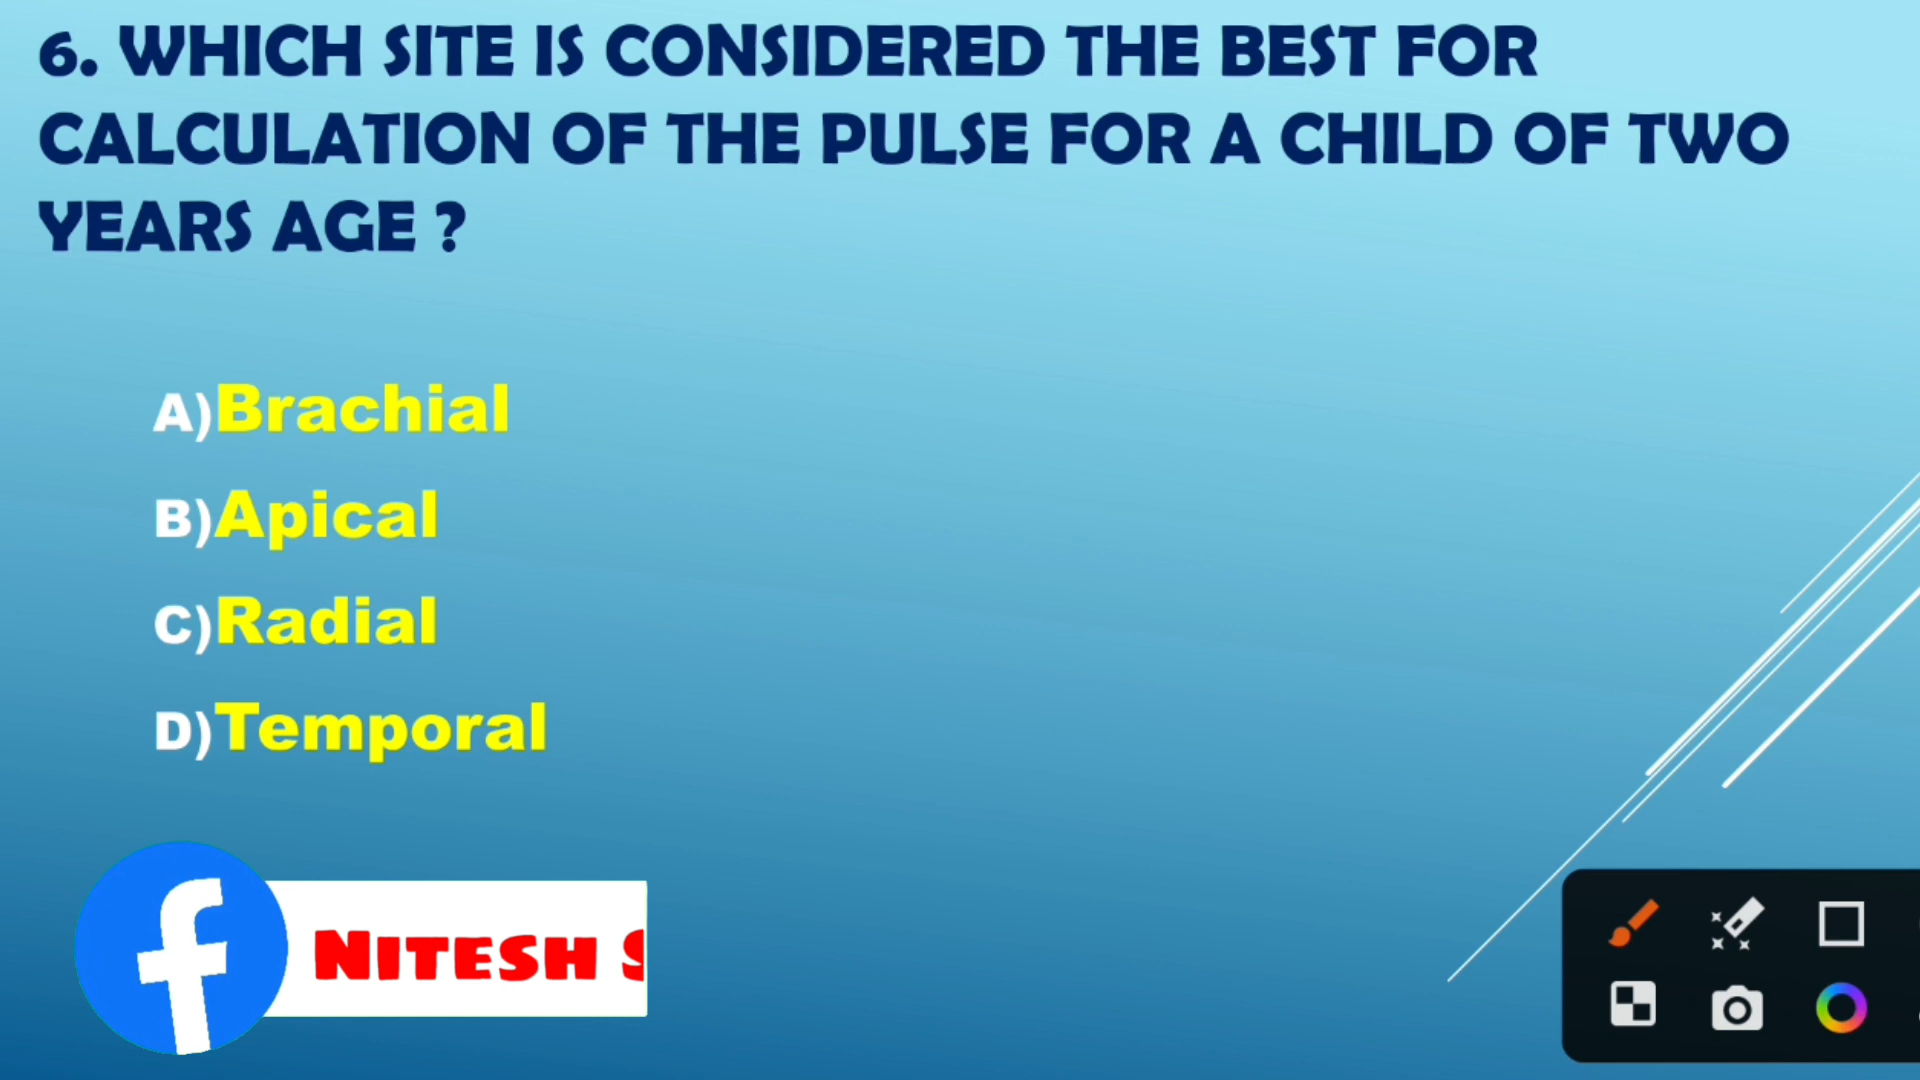 6. WHICH SITE IS CONSIDERED THE BEST FOR
CALCULATION OF THE PULSE FOR A CHILD OF TWO
YEARS AGE ?
A)Brachial
B)Apical
C)Radial
D)Temporal
NITESH S